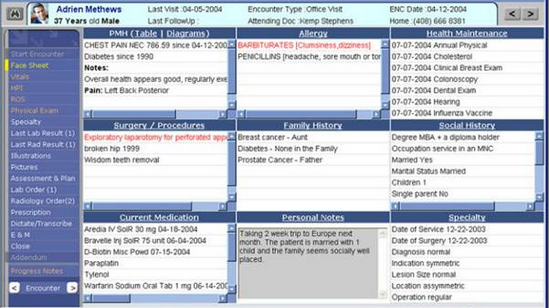 Adrien Methews
37 Years old Male
Last Visit :04-05-2004
Last FollowUp :
Encounter Type :Office Visit
Attending Doc :Kemp Stephens
ENC Date :04-12-2004
Home :(408) 666 8381
Start Encounter
Face Sheet
Vitals
HPI
ROS
Physical Exam
Specialty
Last Lab Result (1)
Last Rad Result (1)
Illustrations
Pictures
Assessment & Plan
Lab Order (1)
Radiology Order(2)
Prescription
Dictate/Transcribe
E & M
Close
Addendum
Progress Notes
< Encounter >
PMH (Table | Diagrams)
CHEST PAIN NEC 786.59 since 04-12-200
Diabetes since 1990
Notes:
Overall health appears good, regularly exe
Pain: Left Back Posterior
Allergy
BARBITURATES [Clumsiness,dizziness]
PENICILLINS [headache, sore mouth or ton
Health Maintenance
07-07-2004 Annual Physical
07-07-2004 Cholesterol
07-07-2004 Clinical Breast Exam
07-07-2004 Colonoscopy
07-07-2004 Dental Exam
07-07-2004 Hearing
07-07-2004 Influenza Vaccine
Surgery / Procedures
Exploratory laparotomy for perforated appe
broken hip 1999
Wisdom teeth removal
Family History
Breast cancer - Aunt
Diabetes - None in the Family
Prostate Cancer - Father
Social History
Degree MBA + a diploma holder
Occupation service in an MNC
Married Yes
Marital Status Married
Children 1
Single parent No
Current Medication
Aredia IV SolR 30 mg 04-18-2004
Bravelle Inj SolR 75 unit 06-04-2004
D-Biotin Misc Powd 07-15-2004
Paraplatin
Tylenol
Warfarin Sodium Oral Tab 1 mg 06-14-200
Personal Notes
Taking 2 week trip to Europe next
month. The patient is married with 1
child and the family seems socially well
placed.
Specialty
Date of Service 12-22-2003
Date of Surgery 12-22-2003
Diagnosis normal
Indication symmetric
Lesion Size normal
Location assymetric
Operation regular